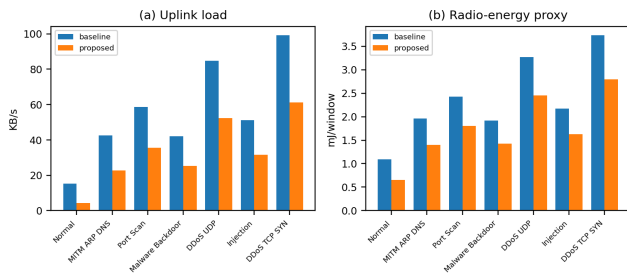 (a) Uplink load
KB/s
100
80
60
40
20
0
baseline
proposed
Normal
MITM ARP DNS
Port Scan
Malware Backdoor
DDoS UDP
Injection
DDoS TCP SYN
(b) Radio-energy proxy
mJ/window
3.5
3.0
2.5
2.0
1.5
1.0
0.5
0.0
baseline
proposed
Normal
MITM ARP DNS
Port Scan
Malware Backdoor
DDoS UDP
Injection
DDoS TCP SYN